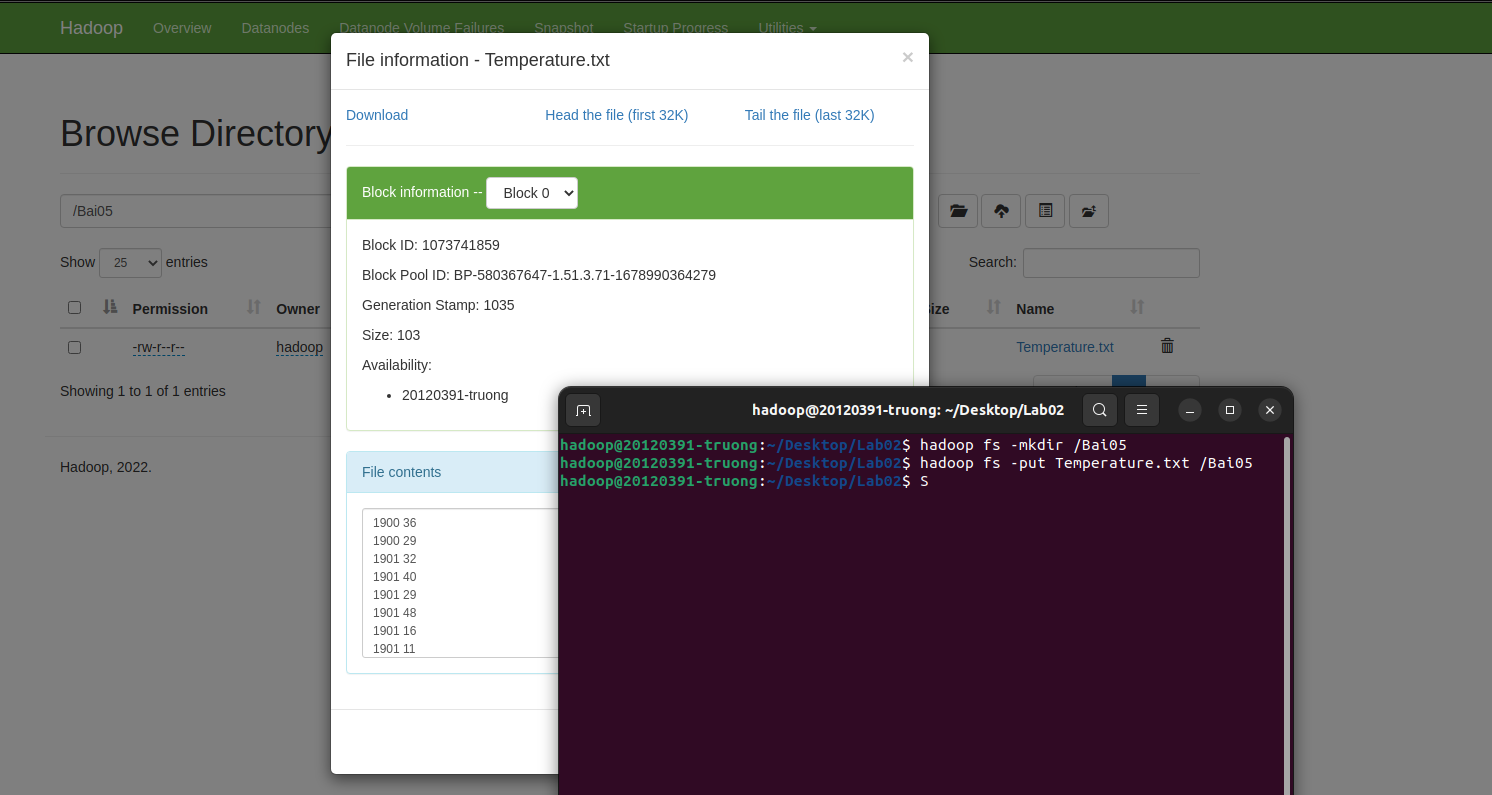 Hadoop Overview Datanodes Datanode Volume Failures Snapshot Startup Progress Utilities
File information - Temperature.txt ×
Download Head the file (first 32K) Tail the file (last 32K)
Browse Directory
Block information -- Block 0
/Bai05
Block ID: 1073741859
Block Pool ID: BP-580367647-1.51.3.71-1678990364279
Generation Stamp: 1035
Size: 103
Availability:
20120391-truong
Show 25 entries
Search:
Permission Owner ize Name
-rw-r--r-- hadoop Temperature.txt
Showing 1 to 1 of 1 entries
Hadoop, 2022.
File contents
1900 36
1900 29
1901 32
1901 40
1901 29
1901 48
1901 16
1901 11
hadoop@20120391-truong: ~/Desktop/Lab02
hadoop@20120391-truong:~/Desktop/Lab02$ hadoop fs -mkdir /Bai05
hadoop@20120391-truong:~/Desktop/Lab02$ hadoop fs -put Temperature.txt /Bai05
hadoop@20120391-truong:~/Desktop/Lab02$ S